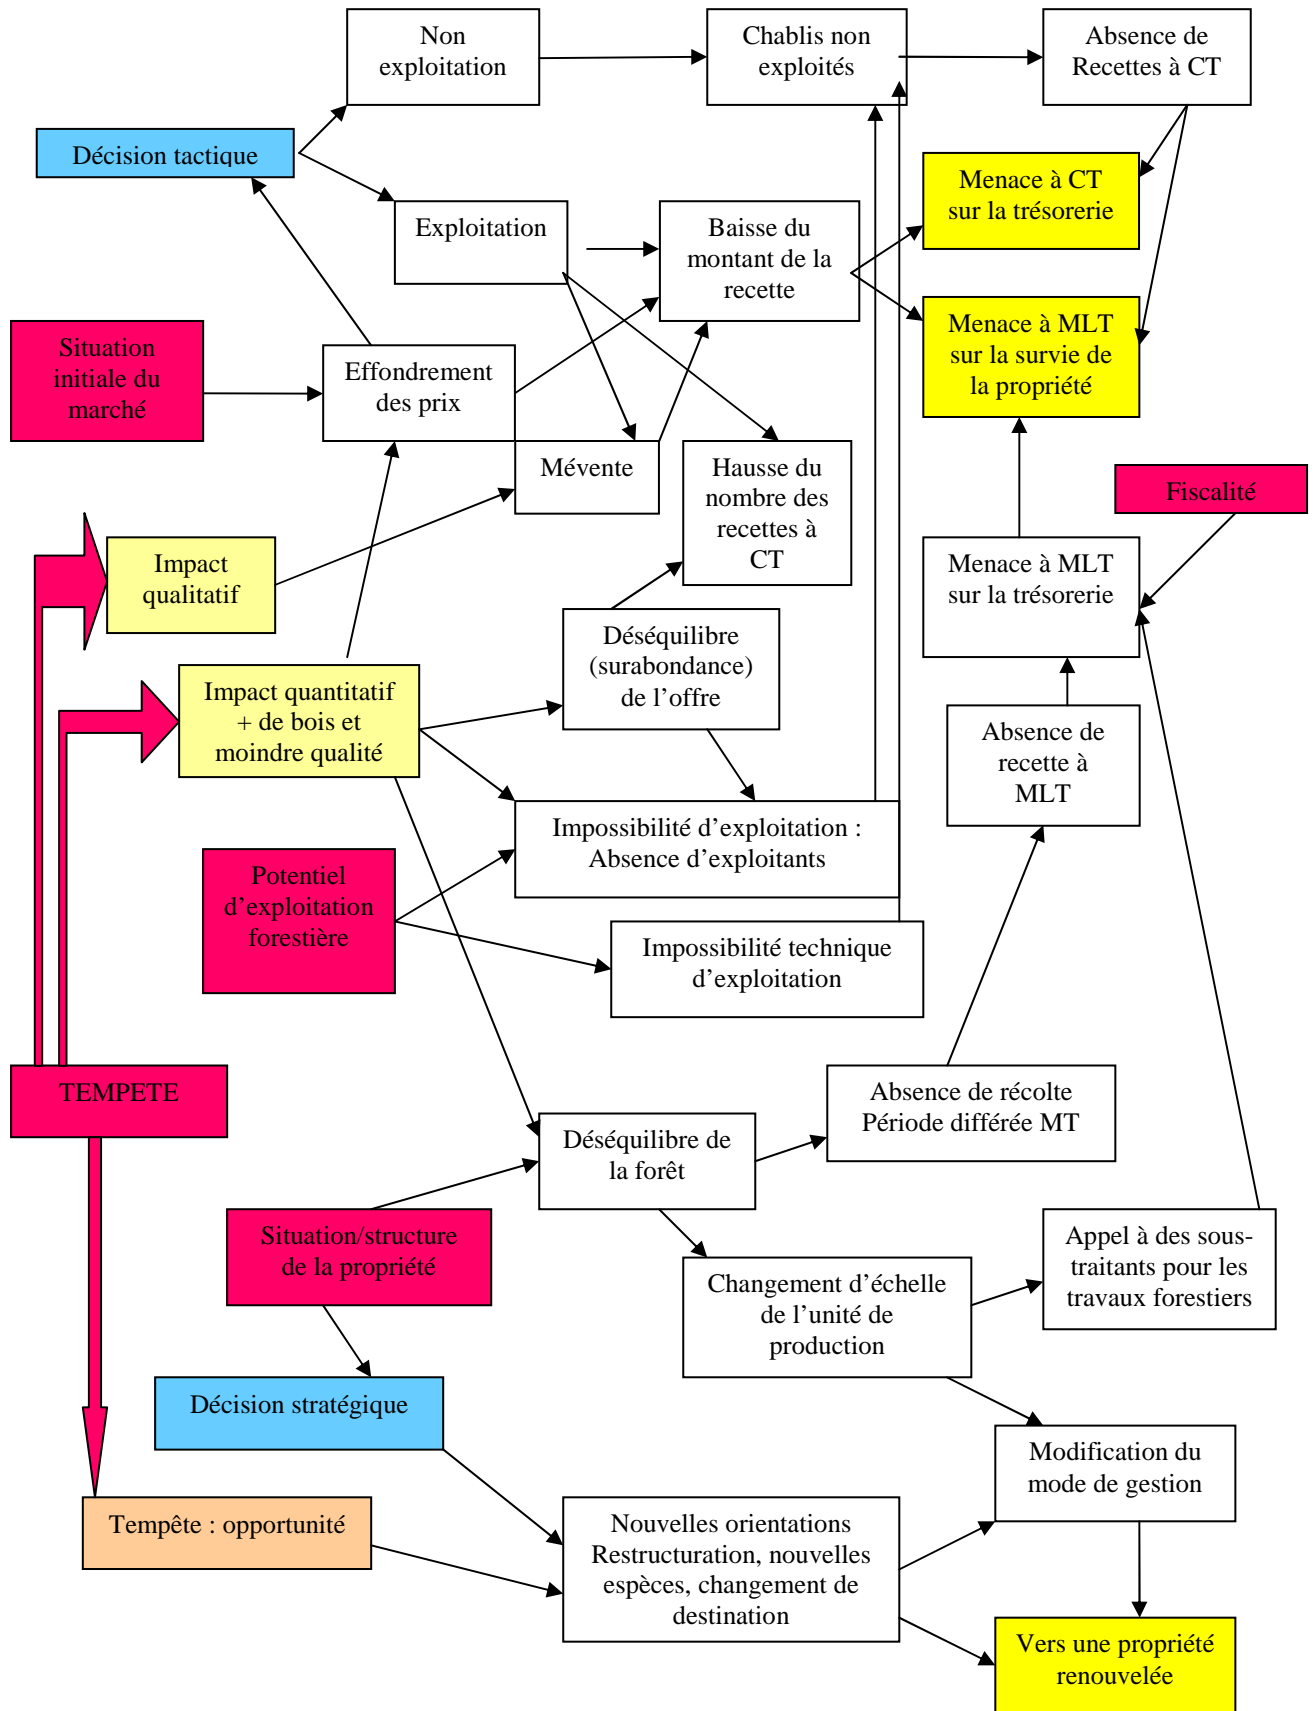 Non
exploitation
Chablis non
exploités
Absence de
Recettes à CT
Décision tactique
Menace à CT
sur la trésorerie
Exploitation
Baisse du
montant de la
recette
Situation
initiale du
marché
Effondrement
des prix
Menace à MLT
sur la survie de
la propriété
Mévente
Hausse du
nombre des
recettes à
CT
Fiscalité
Impact
qualitatif
Menace à MLT
sur la trésorerie
Déséquilibre
(surabondance)
de l’offre
Impact quantitatif
+ de bois et
moindre qualité
Absence de
recette à
MLT
Impossibilité d’exploitation :
Absence d’exploitants
Potentiel
d’exploitation
forestière
Impossibilité technique
d’exploitation
TEMPETE
Absence de récolte
Période différée MT
Déséquilibre de
la forêt
Situation/structure
de la propriété
Appel à des sous-
traitants pour les
travaux forestiers
Changement d’échelle
de l’unité de
production
Décision stratégique
Modification du
mode de gestion
Tempête : opportunité
Nouvelles orientations
Restructuration, nouvelles
espèces, changement de
destination
Vers une propriété
renouvelée